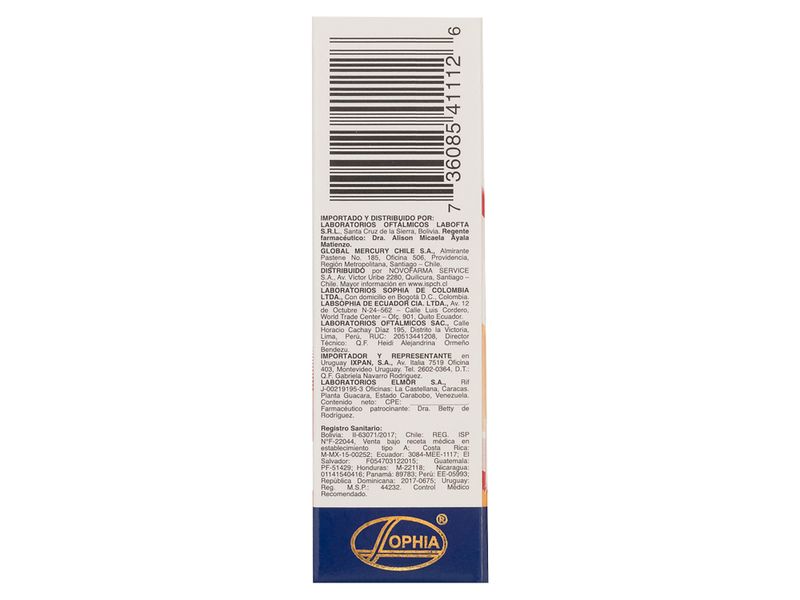 7 36085 41112 6
IMPORTADO Y DISTRIBUIDO POR:
LABORATORIOS OFTÁLMICOS LABOFTA
S.R.L., Santa Cruz de la Sierra, Bolivia. Regente
farmacéutico: Dra. Alison Micaela Ayala
Matienzo.
GLOBAL MERCURY CHILE S.A., Almirante
Pastene No. 185, Oficina 506, Providencia,
Región Metropolitana, Santiago – Chile.
DISTRIBUIDO por NOVOFARMA SERVICE
S.A., Av. Víctor Uribe 2280, Quilicura, Santiago –
Chile. Mayor información en www.ispch.cl
LABORATORIOS SOPHIA DE COLOMBIA
LTDA., Con domicilio en Bogotá D.C., Colombia.
LABSOPHIA DE ECUADOR CIA. LTDA., Av. 12
de Octubre N-24–562 – Calle Luis Cordero,
World Trade Center – Ofç. 901, Quito Ecuador.
LABORATORIOS OFTÁLMICOS SAC., Calle
Horacio Cachay Díaz 195, Distrito la Victoria,
Lima, Perú, RUC: 20513441208, Director
Técnico: Q.F. Heidi Alejandrina Ormeño
Bendezu.
IMPORTADOR Y REPRESENTANTE en
Uruguay IXPAN, S.A., Av. Italia 7519 Oficina
403, Montevideo Uruguay. Tel. 2602-0364, D.T.:
Q.F. Gabriela Navarro Rodríguez.
LABORATORIOS ELMOR S.A., Rif
J-00219195-3 Oficinas: La Castellana, Caracas.
Planta Guacara, Estado Carabobo, Venezuela.
Contenido neto: CPE: ____________
Farmacéutico patrocinante: Dra. Betty de
Rodríguez.
Registro Sanitario:
Bolivia: II-63071/2017; Chile: REG. ISP
N°F-22044, Venta bajo receta médica en
establecimiento tipo A; Costa Rica:
M-MX-15-00252; Ecuador: 3084-MEE-1117; El
Salvador: F054703122015; Guatemala:
PF-51429; Honduras: M-22118; Nicaragua:
01141540416; Panamá: 89783; Perú: EE-05993;
República Dominicana: 2017-0675; Uruguay:
Reg. M.S.P.: 44232. Control Médico
Recomendado.
SOPHIA ®